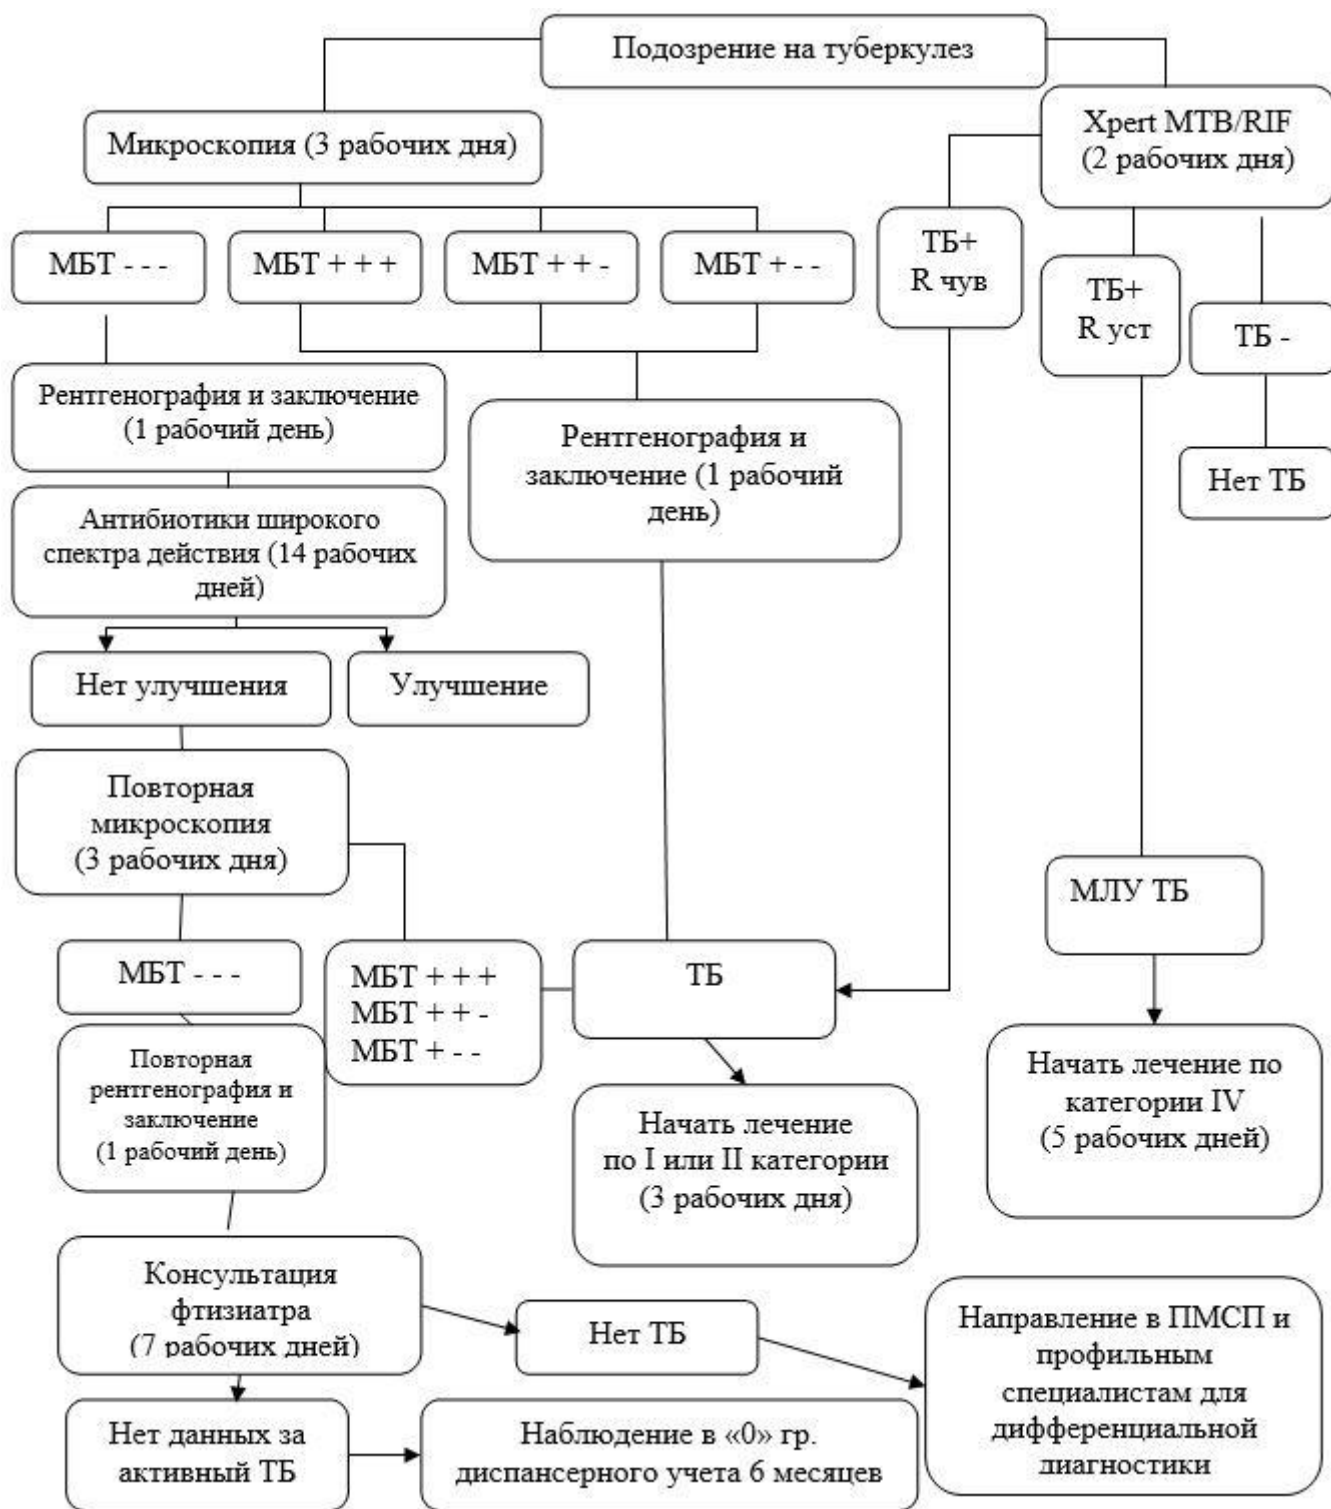 Подозрение на туберкулез
Микроскопия (3 рабочих дня)
Xpert MTB/RIF
(2 рабочих дня)
МБТ - - -
МБТ + + +
МБТ + + -
МБТ + - -
ТБ+
R чув
ТБ+
R уст
ТБ -
Нет ТБ
Рентгенография и заключение
(1 рабочий день)
Рентгенография и
заключение (1 рабочий
день)
Антибиотики широкого
спектра действия (14 рабочих
дней)
Нет улучшения
Улучшение
Повторная
микроскопия
(3 рабочих дня)
МЛУ ТБ
МБТ - - -
МБТ + + +
МБТ + + -
МБТ + - -
ТБ
Повторная
рентгенография и
заключение
(1 рабочий день)
Начать лечение
по I или II категории
(3 рабочих дня)
Начать лечение по
категории IV
(5 рабочих дней)
Консультация
фтизиатра
(7 рабочих дней)
Нет ТБ
Направление в ПМСП и
профильным
специалистам для
дифференциальной
диагностики
Нет данных за
активный ТБ
Наблюдение в «0» гр.
диспансерного учета 6 месяцев